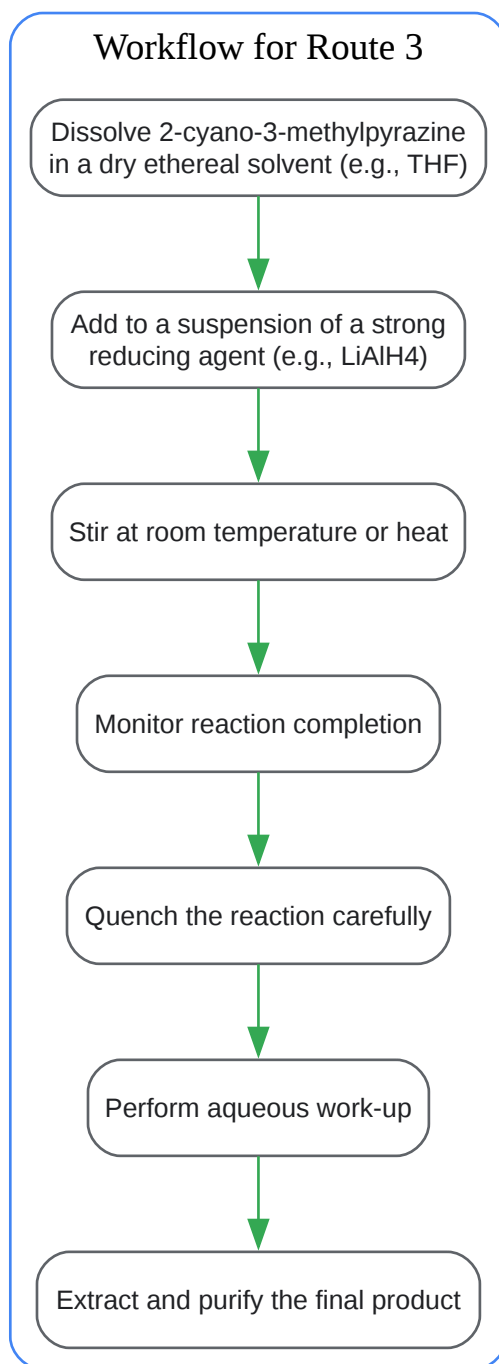 Workflow for Route 3
Dissolve 2-cyano-3-methylpyrazine
in a dry ethereal solvent (e.g., THF)
Add to a suspension of a strong
reducing agent (e.g., LiAlH4)
Stir at room temperature or heat
Monitor reaction completion
Quench the reaction carefully
Perform aqueous work-up
Extract and purify the final product